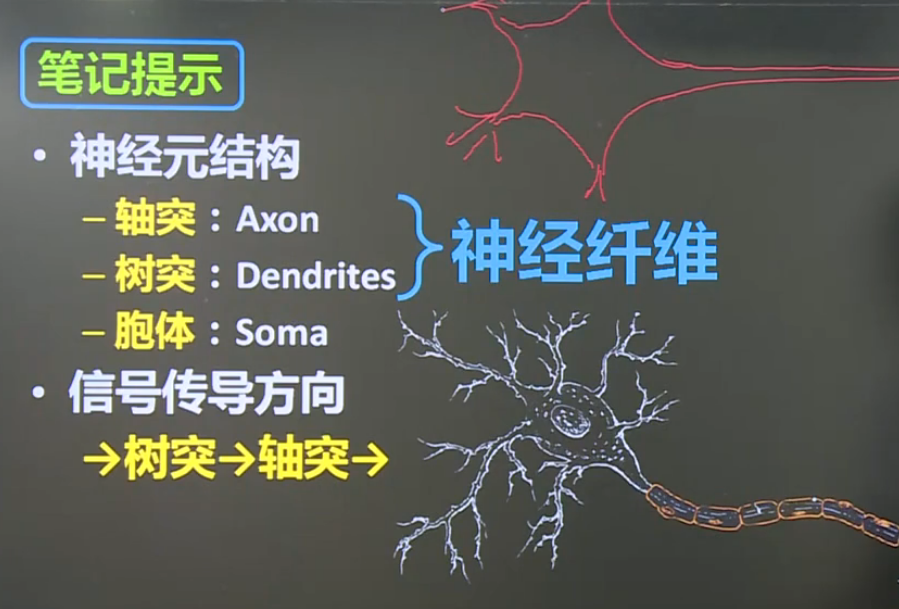 笔记提示
• 神经元结构
– 轴突：Axon
– 树突：Dendrites
神经纤维
– 胞体：Soma
• 信号传导方向
→树突→轴突→